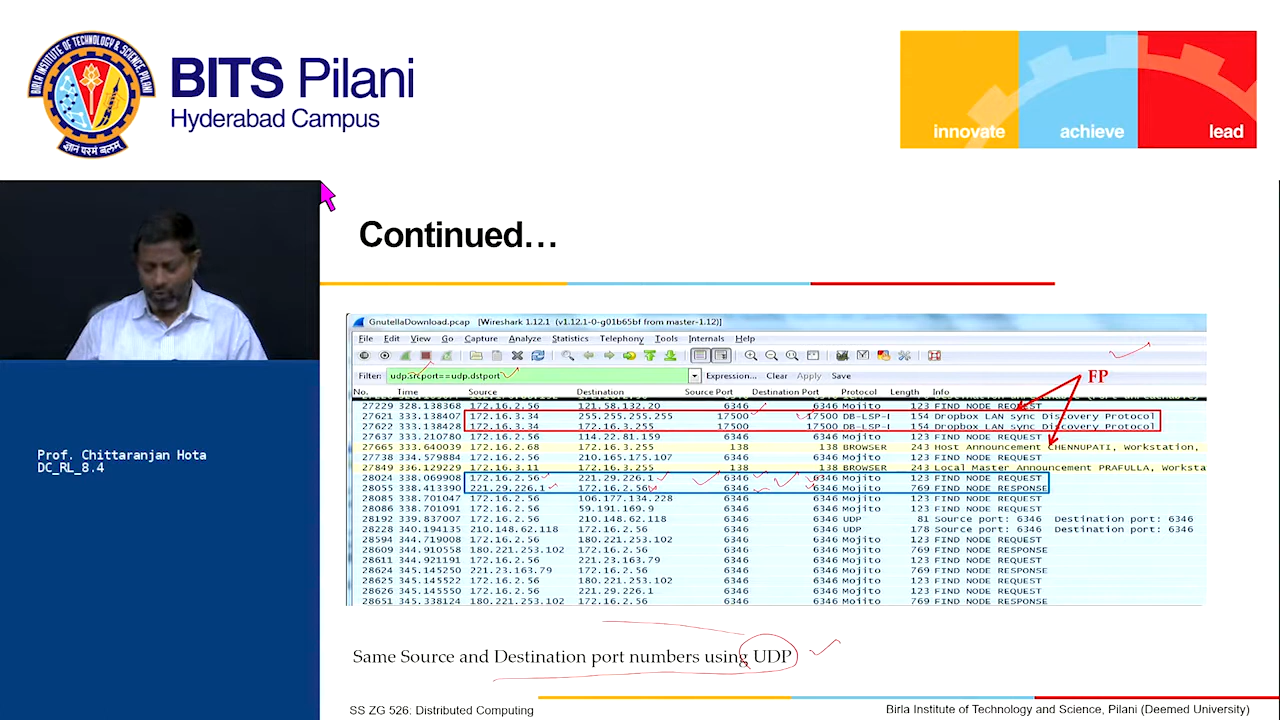 BIRLA INSTITUTE OF TECHNOLOGY & SCIENCE PILANI
ज्ञानं परमं बलम्
BITS Pilani
Hyderabad Campus
innovate achieve lead
Continued…
GnutellaDownload.pcap [Wireshark 1.12.1 (v1.12.1-0-g01b65bf from master-1.12)]
File Edit View Go Capture Analyze Statistics Telephony Tools Internals Help
Filter: udp.srcport==udp.dstport Expression... Clear Apply Save
FP
No. Time Source Destination Source Port Destination Port Protocol Length Info
27229 328.138368 172.16.2.56 121.58.132.20 6346 6346 Mojito 123 FIND NODE REQUEST
27621 333.138407 172.16.3.34 255.255.255.255 17500 17500 DB-LSP-D 154 Dropbox LAN sync Discovery Protocol
27622 333.138428 172.16.3.34 172.16.3.255 17500 17500 DB-LSP-D 154 Dropbox LAN sync Discovery Protocol
27637 333.210780 172.16.2.56 114.22.81.159 6346 6346 Mojito 123 FIND NODE REQUEST
27665 333.640039 172.16.2.68 172.16.3.255 138 138 BROWSER 243 Host Announcement CHENNUPATI, Workstation,
27738 334.579884 172.16.2.56 210.165.175.107 6346 6346 Mojito 123 FIND NODE REQUEST
27849 336.129229 172.16.3.11 172.16.3.255 138 138 BROWSER 243 Local Master Announcement PRAFULLA,Worksta
28024 338.069908 172.16.2.56 221.29.226.1 6346 6346 Mojito 123 FIND NODE REQUEST
28055 338.413390 221.29.226.1 172.16.2.56 6346 6346 Mojito 769 FIND NODE RESPONSE
28085 338.701047 172.16.2.56 106.177.134.228 6346 6346 Mojito 123 FIND NODE REQUEST
28086 338.701091 172.16.2.56 59.191.169.9 6346 6346 Mojito 123 FIND NODE REQUEST
28192 339.837007 172.16.2.56 210.148.62.118 6346 6346 UDP 81 Source port: 6346 Destination port: 6346
28228 340.194135 210.148.62.118 172.16.2.56 6346 6346 UDP 178 Source port: 6346 Destination port: 6346
28594 344.719008 172.16.2.56 180.221.253.102 6346 6346 Mojito 123 FIND NODE REQUEST
28609 344.910558 180.221.253.102 172.16.2.56 6346 6346 Mojito 769 FIND NODE RESPONSE
28611 344.921191 172.16.2.56 221.23.163.79 6346 6346 Mojito 123 FIND NODE REQUEST
28624 345.145250 221.23.163.79 172.16.2.56 6346 6346 Mojito 769 FIND NODE RESPONSE
28625 345.145522 172.16.2.56 180.221.253.102 6346 6346 Mojito 123 FIND NODE REQUEST
28626 345.145550 172.16.2.56 221.29.226.1 6346 6346 Mojito 123 FIND NODE REQUEST
28651 345.338124 180.221.253.102 172.16.2.56 6346 6346 Mojito 769 FIND NODE RESPONSE
Prof. Chittaranjan Hota
DC_RL_8.4
Same Source and Destination port numbers using UDP
SS ZG 526: Distributed Computing
Birla Institute of Technology and Science, Pilani (Deemed University)